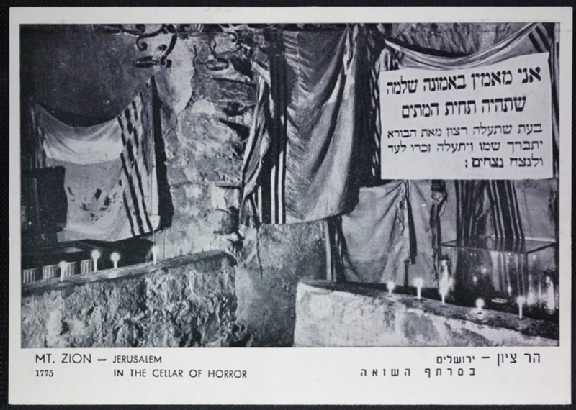 אני מאמין באמונה שלמה
שתהיה תחית המתים
בעת שתעלה רצון מאת הבורא
יתברך שמו ויתעלה זכרו לעד
ולנצח נצחים:
MT. ZION — JERUSALEM
1775 IN THE CELLAR OF HORROR
הר ציון — ירושלים
במרתף השואה